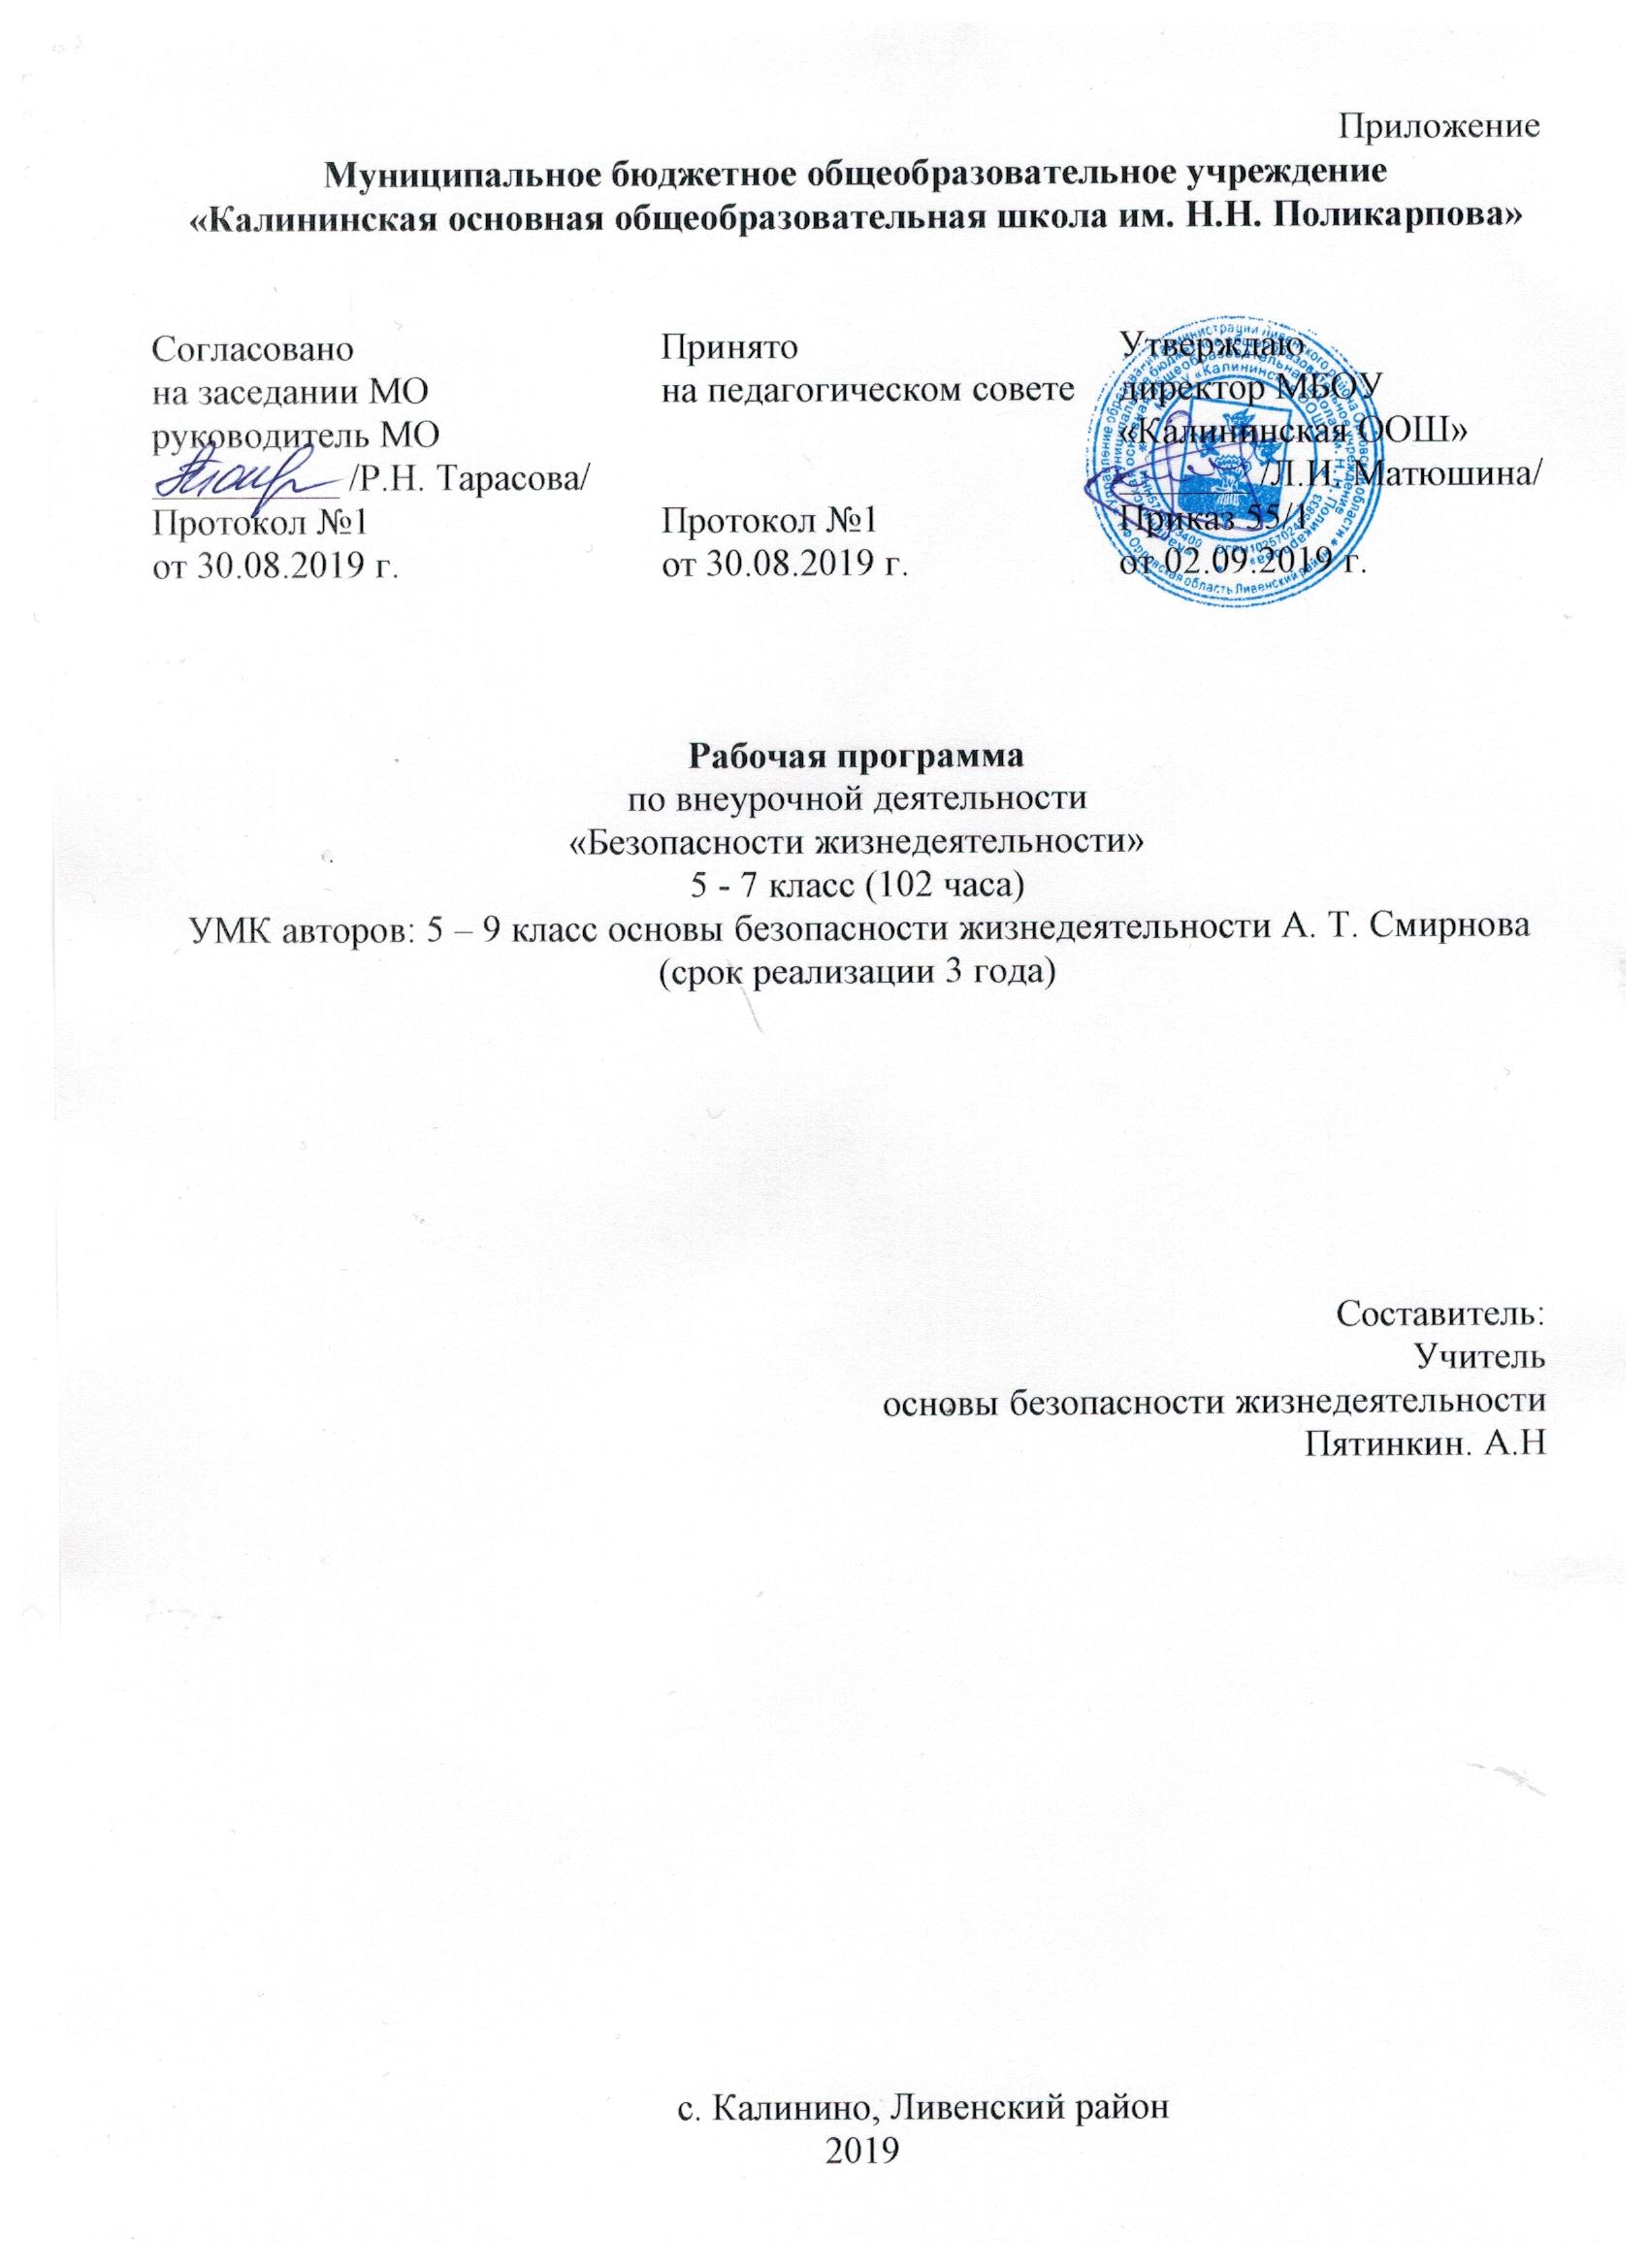 Приложение
Муниципальное бюджетное общеобразовательное учреждение
«Калининская основная общеобразовательная школа им. Н.Н. Поликарпова»
Согласовано
на заседании МО
руководитель МО
/Р.Н. Тарасова/
Протокол №1
от 30.08.2019 г.
Принято
на педагогическом совете
Протокол №1
от 30.08.2019 г.
Утверждаю
директор МБОУ
«Калининская ООШ»
/Л.И. Матюшина/
Приказ 55/1
от 02.09.2019 г.
Рабочая программа
по внеурочной деятельности
«Безопасности жизнедеятельности»
5 - 7 класс (102 часа)
УМК авторов: 5 – 9 класс основы безопасности жизнедеятельности А. Т. Смирнова
(срок реализации 3 года)
Составитель:
Учитель
основы безопасности жизнедеятельности
Пятинкин. А.Н
с. Калинино, Ливенский район
2019